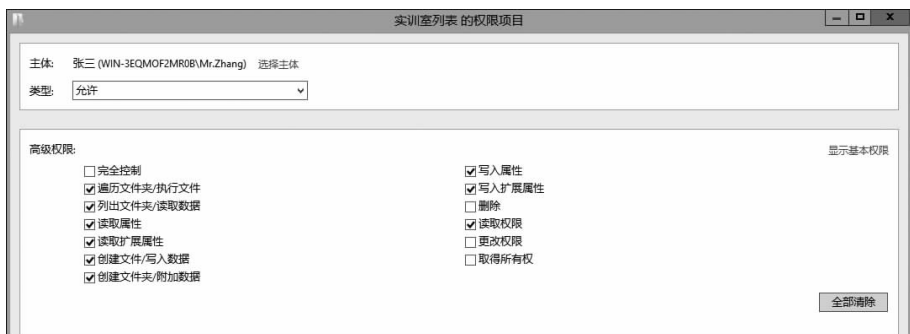 实训室列表 的权限项目
主体: 张三 (WIN-3EQMOF2MR0B\Mr.Zhang) 选择主体
类型: 允许
高级权限: 显示基本权限
完全控制 写入属性
遍历文件夹/执行文件 写入扩展属性
列出文件夹/读取数据 删除
读取属性 读取权限
读取扩展属性 更改权限
创建文件/写入数据 取得所有权
创建文件夹/附加数据
全部清除